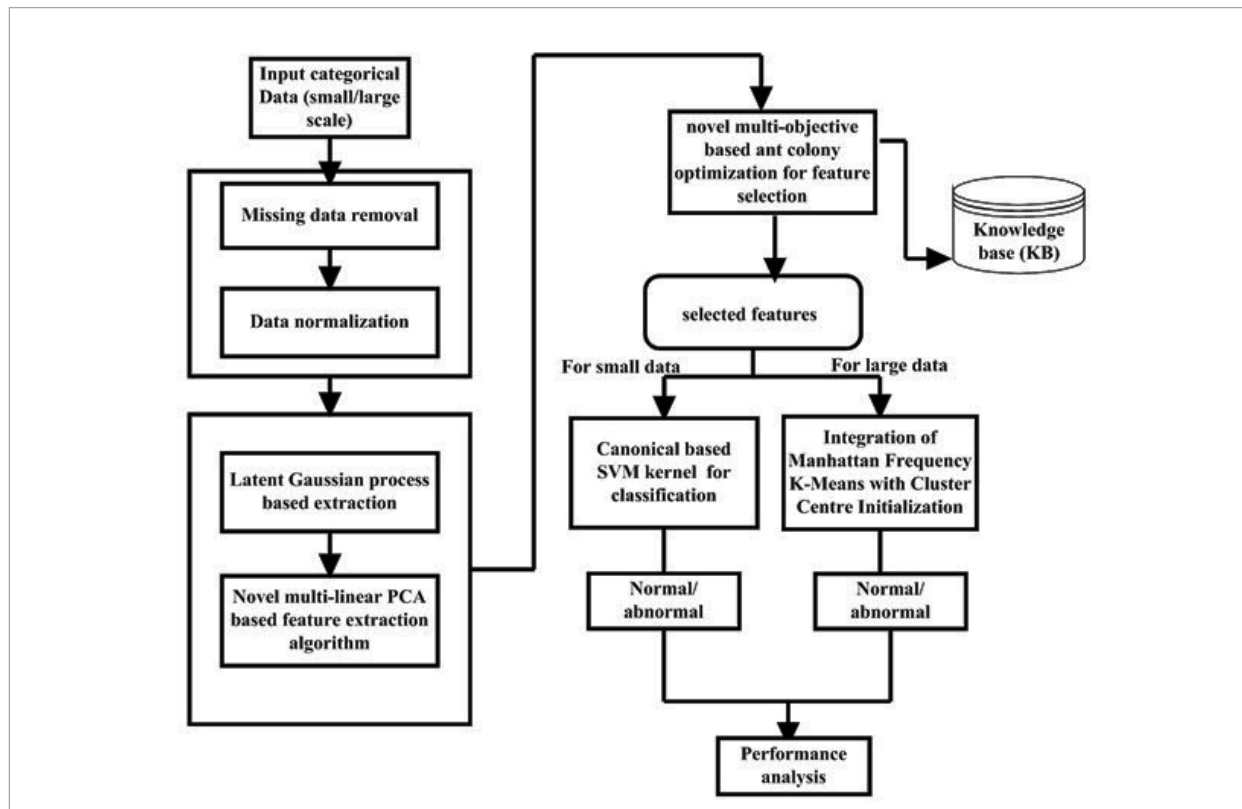 Input categorical
Data (small/large
scale)
Missing data removal
Data normalization
Latent Gaussian process
based extraction
Novel multi-linear PCA
based feature extraction
algorithm
novel multi-objective
based ant colony
optimization for feature
selection
Knowledge
base (KB)
selected features
For small data
For large data
Canonical based
SVM kernel for
classification
Integration of
Manhattan Frequency
K-Means with Cluster
Centre Initialization
Normal/
abnormal
Normal/
abnormal
Performance
analysis